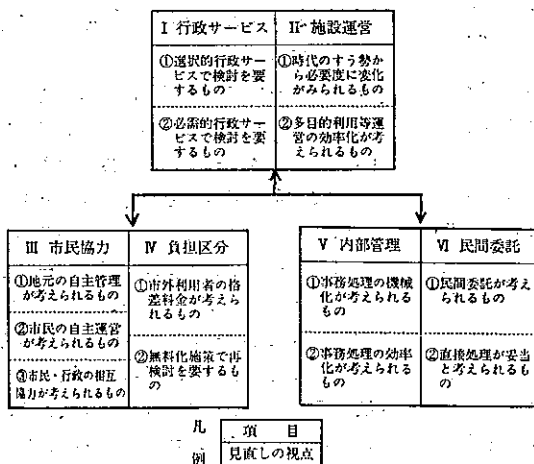 I 行政サービス
①選択的行政サー
ビスで検討を要
するもの
②必需的行政サー
ビスで検討を要
するもの
II 施設運営
①時代のすう勢か
ら必要度に変化
がみられるもの
②多目的利用等運
営の効率化が考
えられるもの
III 市民協力
①地元の自主管理
が考えられるもの
②市民の自主運営
が考えられるもの
③市民・行政の相互
協力が考えられるもの
IV 負担区分
①市外利用者の格
差料金が考えら
れるもの
②無料化施策で再
検討を要するも
の
V 内部管理
①事務処理の機械
化が考えられる
もの
②事務処理の効率
化が考えられる
もの
VI 民間委託
①民間委託が考え
られるもの
②直接処理が妥当
と考えられるも
の
凡例
項目
見直しの視点